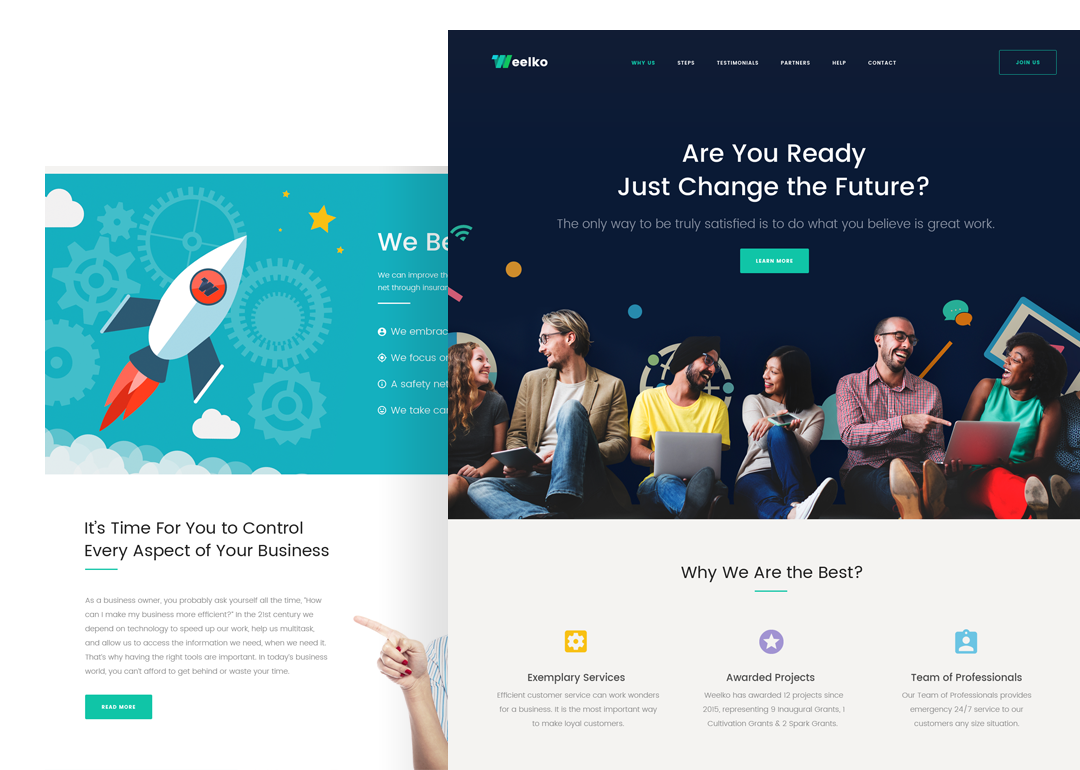 Weelko
WHY US
STEPS
TESTIMONIALS
PARTNERS
HELP
CONTACT
JOIN US
Are You Ready
Just Change the Future?
The only way to be truly satisfied is to do what you believe is great work.
LEARN MORE
Why We Are the Best?
Exemplary Services
Efficient customer service can work wonders
for a business. It is the most important way
to make loyal customers.
Awarded Projects
Weelko has awarded 12 projects since
2015, representing 9 Inaugural Grants, 1
Cultivation Grants & 2 Spark Grants.
Team of Professionals
Our Team of Professionals provides
emergency 24/7 service to our
customers any size situation.
We Be
We can improve th
net through insurar
We embrac
We focus o
A safety net
We take car
It's Time For You to Control
Every Aspect of Your Business
As a business owner, you probably ask yourself all the time, "How
can I make my business more efficient?" In the 21st century we
depend on technology to speed up our work, help us multitask,
and allow us to access the information we need, when we need it.
That's why having the right tools are important. In today's business
world, you can't afford to get behind or waste your time.
READ MORE